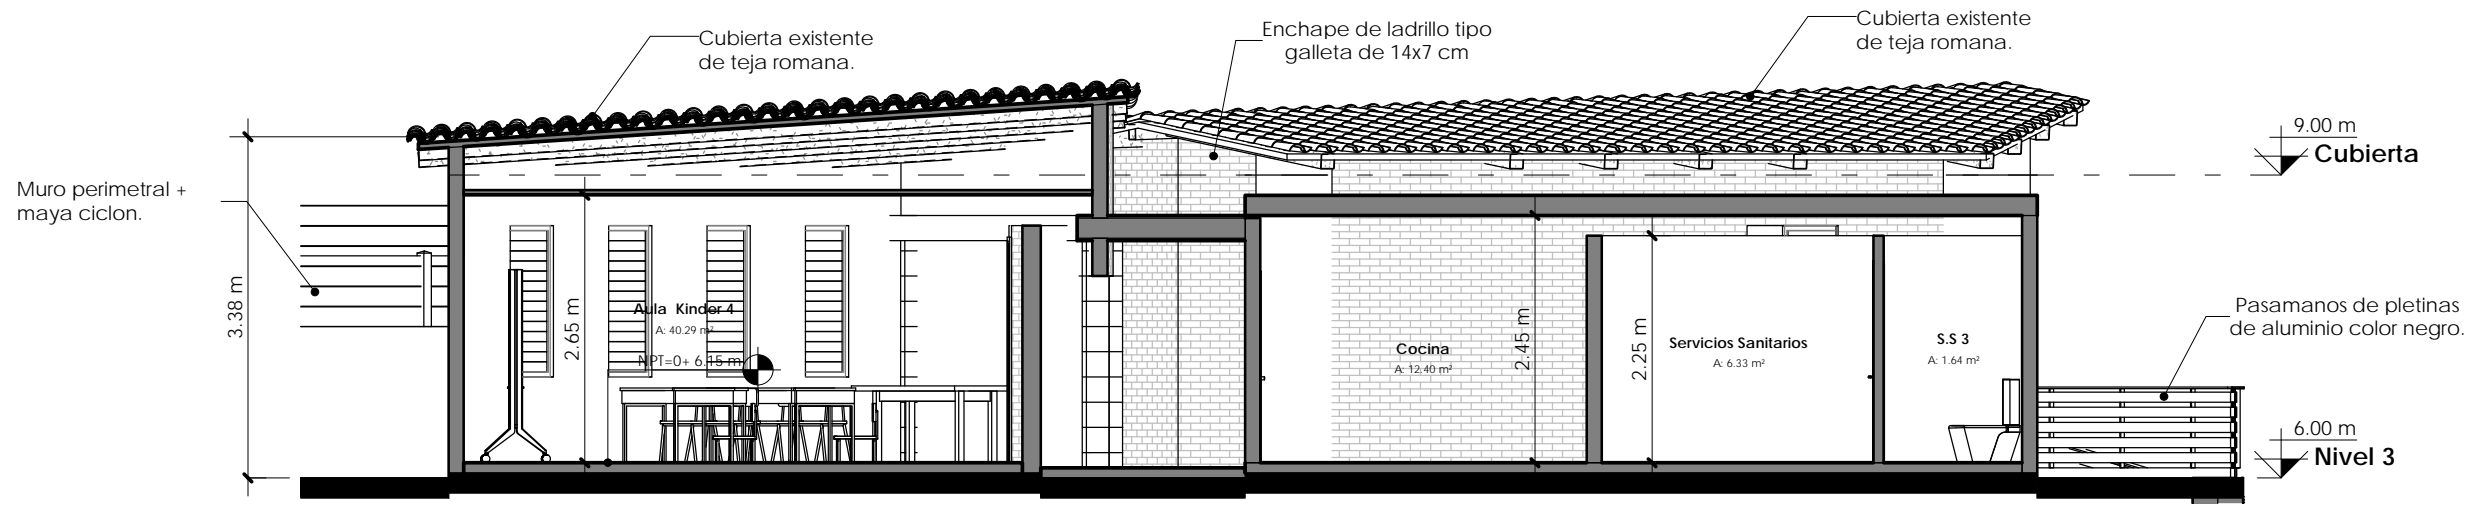 Cubierta existente
de teja romana.
Enchape de ladrillo tipo
galleta de 14x7 cm
Cubierta existente
de teja romana.
9.00 m
Cubierta
Muro perimetral +
maya ciclon.
3.38 m
2.65 m
Aula Kinder 4
A: 40.29 m²
NPT=0+ 6.15 m
Cocina
A: 12.40 m²
2.45 m
2.25 m
Servicios Sanitarios
A: 6.33 m²
S.S 3
A: 1.64 m²
Pasamanos de pletinas
de aluminio color negro.
6.00 m
Nivel 3